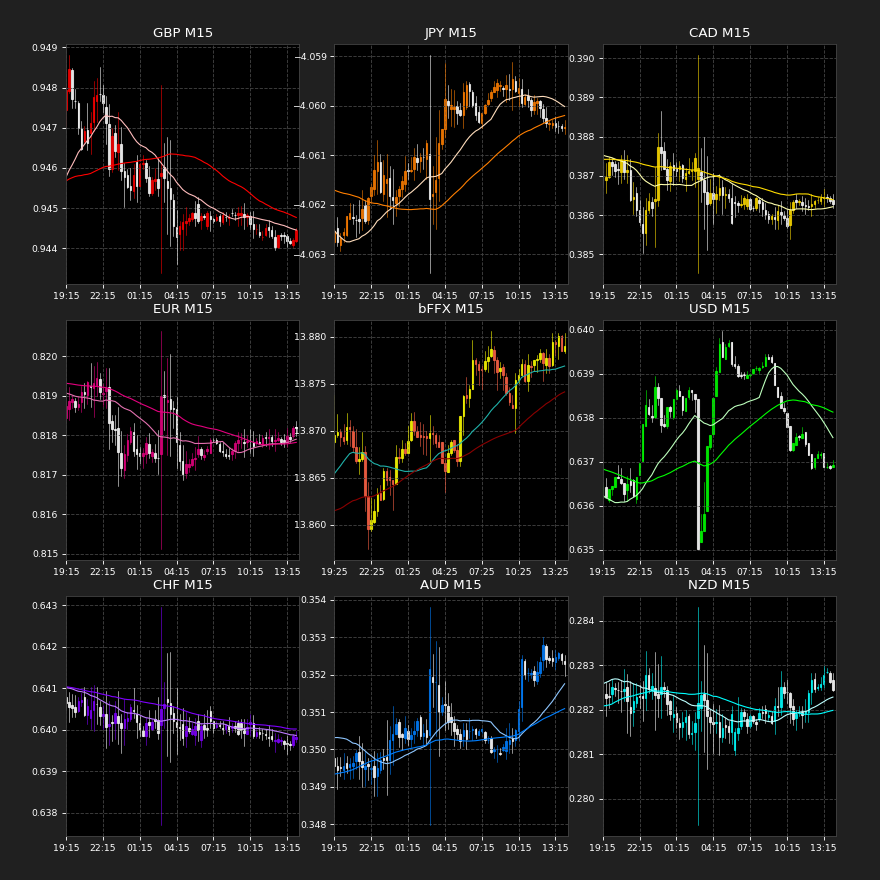 GBP M15
0.949
0.948
0.947
0.946
0.945
0.944
19:15 22:15 01:15 04:15 07:15 10:15 13:15
JPY M15
−4.059
−4.060
−4.061
−4.062
−4.063
19:15 22:15 01:15 04:15 07:15 10:15 13:15
CAD M15
0.390
0.389
0.388
0.387
0.386
0.385
19:15 22:15 01:15 04:15 07:15 10:15 13:15
EUR M15
0.820
0.819
0.818
0.817
0.816
0.815
19:15 22:15 01:15 04:15 07:15 10:15 13:15
bFFX M15
13.880
13.875
13.870
13.865
13.860
19:25 22:25 01:25 04:25 07:25 10:25 13:25
USD M15
0.640
0.639
0.638
0.637
0.636
0.635
19:15 22:15 01:15 04:15 07:15 10:15 13:15
CHF M15
0.643
0.642
0.641
0.640
0.639
0.638
19:15 22:15 01:15 04:15 07:15 10:15 13:15
AUD M15
0.354
0.353
0.352
0.351
0.350
0.349
0.348
19:15 22:15 01:15 04:15 07:15 10:15 13:15
NZD M15
0.284
0.283
0.282
0.281
0.280
19:15 22:15 01:15 04:15 07:15 10:15 13:15